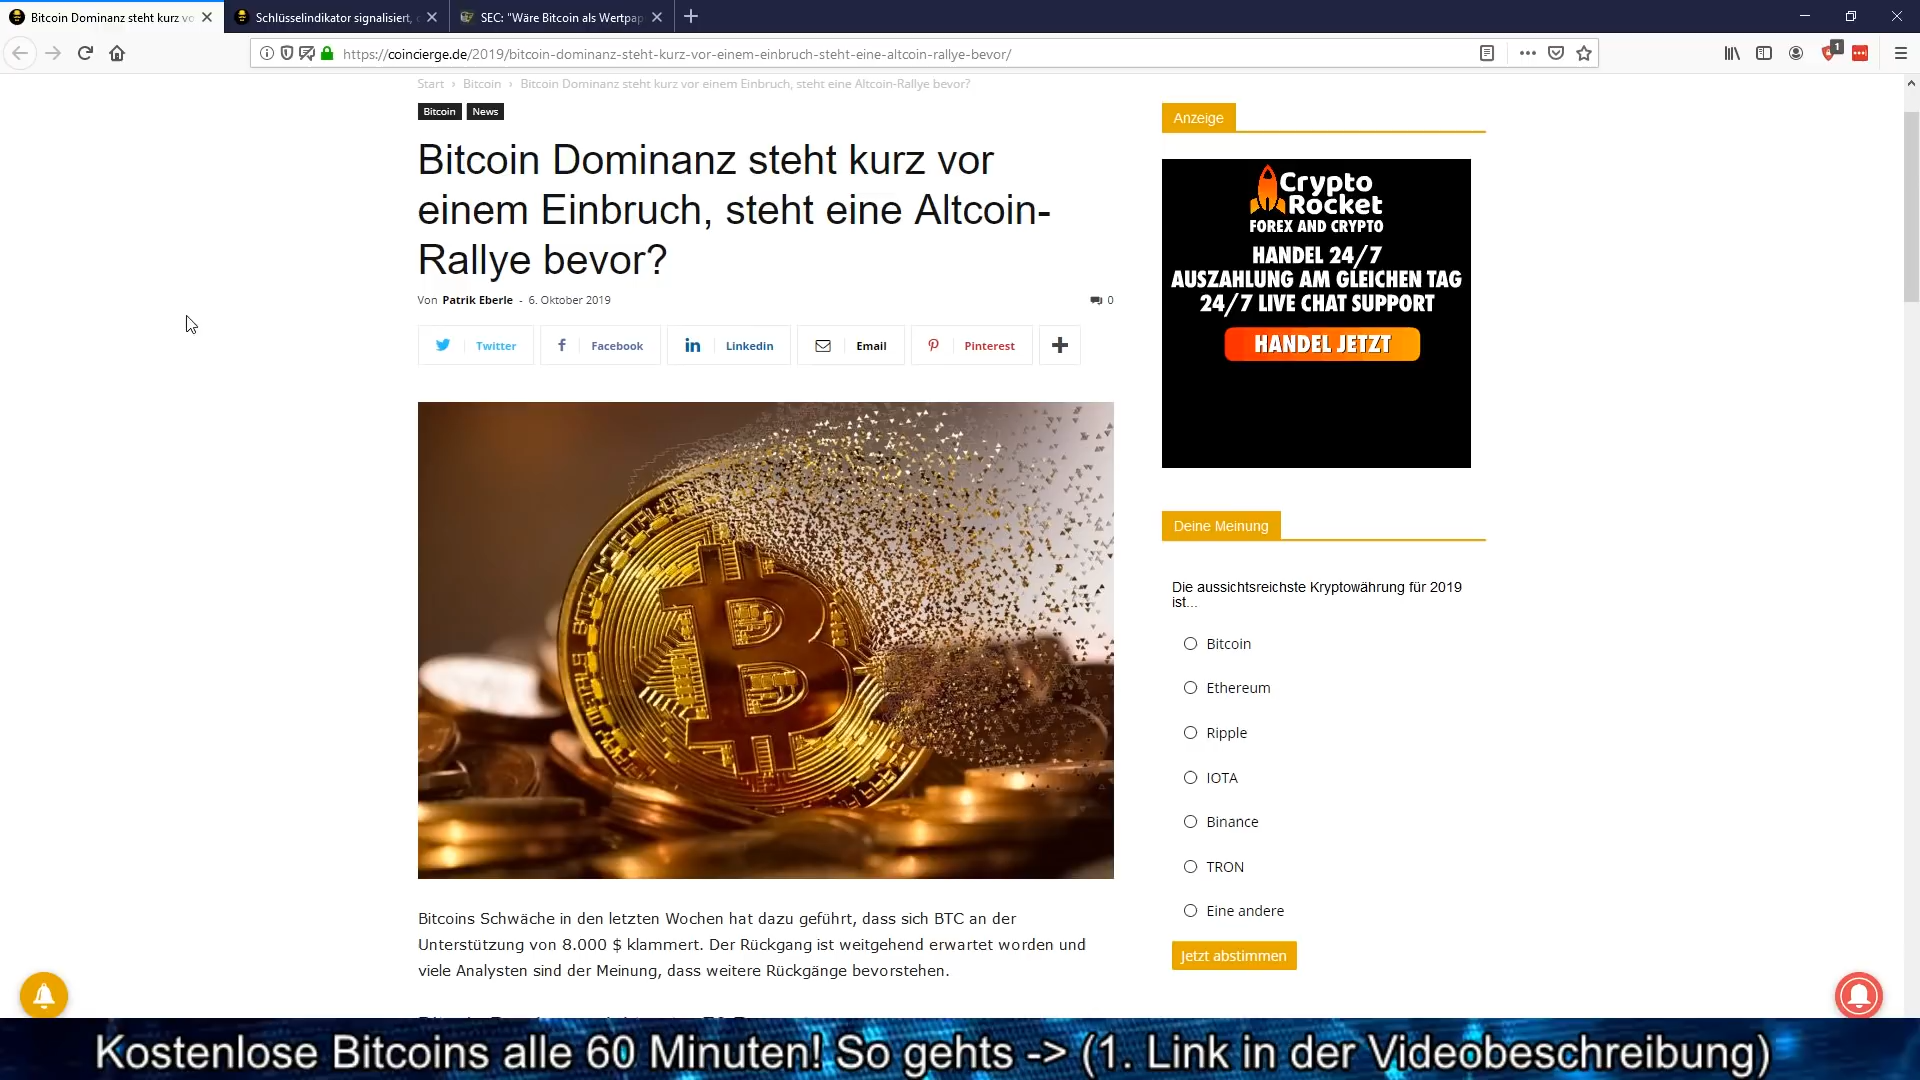 Bitcoin Dominanz steht kurz vo
Schlüsselindikator signalisiert,
SEC: "Wäre Bitcoin als Wertpap
https://coincierge.de/2019/bitcoin-dominanz-steht-kurz-vor-einem-einbruch-steht-eine-altcoin-rallye-bevor/
1
Start › Bitcoin › Bitcoin Dominanz steht kurz vor einem Einbruch, steht eine Altcoin-Rallye bevor?
Bitcoin News
Bitcoin Dominanz steht kurz vor
einem Einbruch, steht eine Altcoin-
Rallye bevor?
Von Patrik Eberle - 6. Oktober 2019
0
Twitter
Facebook
Linkedin
Email
Pinterest
Bitcoins Schwäche in den letzten Wochen hat dazu geführt, dass sich BTC an der
Unterstützung von 8.000 $ klammert. Der Rückgang ist weitgehend erwartet worden und
viele Analysten sind der Meinung, dass weitere Rückgänge bevorstehen.
Anzeige
Crypto
Rocket
FOREX AND CRYPTO
HANDEL 24/7
AUSZAHLUNG AM GLEICHEN TAG
24/7 LIVE CHAT SUPPORT
HANDEL JETZT
Deine Meinung
Die aussichtsreichste Kryptowährung für 2019
ist...
Bitcoin
Ethereum
Ripple
IOTA
Binance
TRON
Eine andere
Jetzt abstimmen
Kostenlose Bitcoins alle 60 Minuten! So gehts -> (1. Link in der Videobeschreibung)